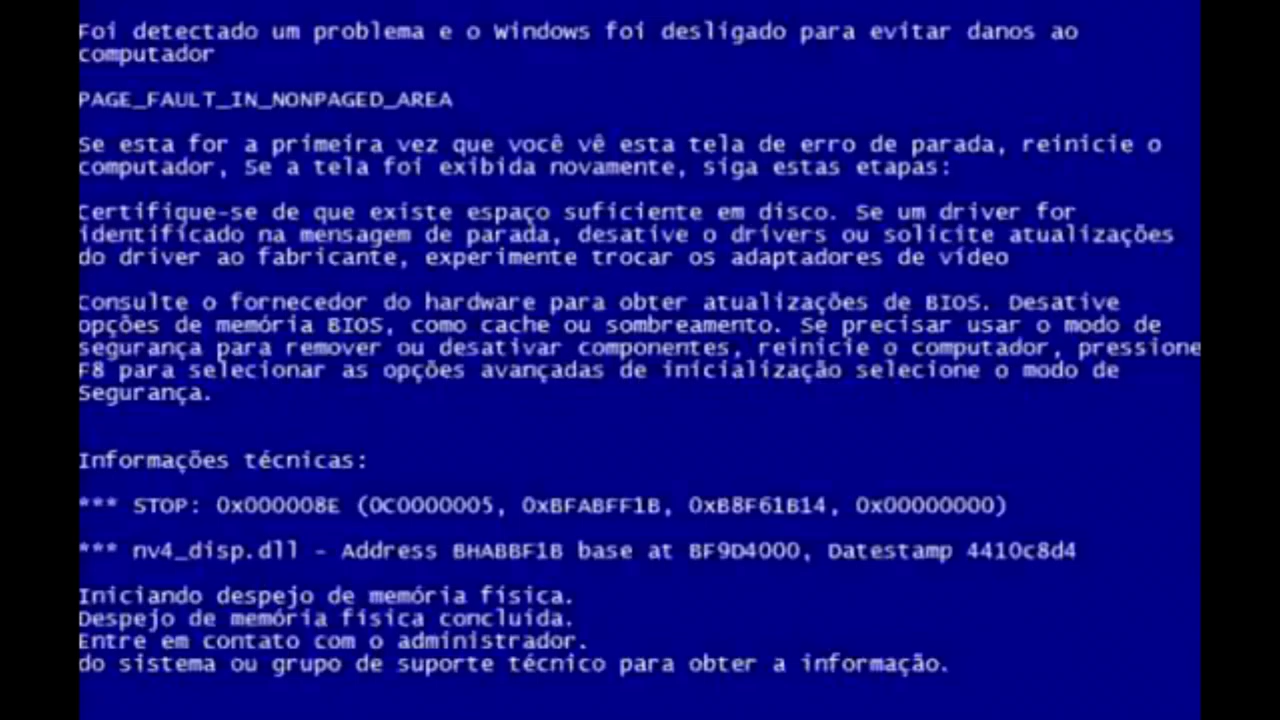 Foi detectado um problema e o Windows foi desligado para evitar danos ao
computador
PAGE_FAULT_IN_NONPAGED_AREA
Se esta for a primeira vez que você vê esta tela de erro de parada, reinicie o
computador, Se a tela foi exibida novamente, siga estas etapas:
Certifique-se de que existe espaço suficiente em disco. Se um driver for
identificado na mensagem de parada, desative o drivers ou solicite atualizações
do driver ao fabricante, experimente trocar os adaptadores de vídeo
Consulte o fornecedor do hardware para obter atualizações de BIOS. Desative
opções de memória BIOS, como cache ou sombreamento. Se precisar usar o modo de
segurança para remover ou desativar componentes, reinicie o computador, pressione
F8 para selecionar as opções avançadas de inicialização selecione o modo de
Segurança.
Informações técnicas:
*** STOP: 0x000008E (0C0000005, 0xBFABFF1B, 0xB8F61B14, 0x00000000)
*** nv4_disp.dll - Address BHABBF1B base at BF9D4000, Datestamp 4410c8d4
Iniciando despejo de memória física.
Despejo de memória física concluída.
Entre em contato com o administrador.
do sistema ou grupo de suporte técnico para obter a informação.